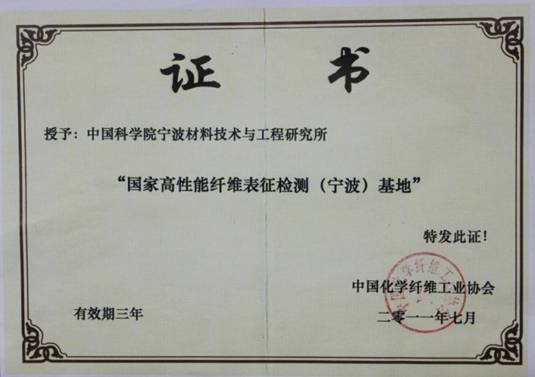 证 书
授予：中国科学院宁波材料技术与工程研究所
“国家高性能纤维表征检测（宁波）基地”
特发此证！
中国化学纤维工业协会
有效期三年
二零一一年七月